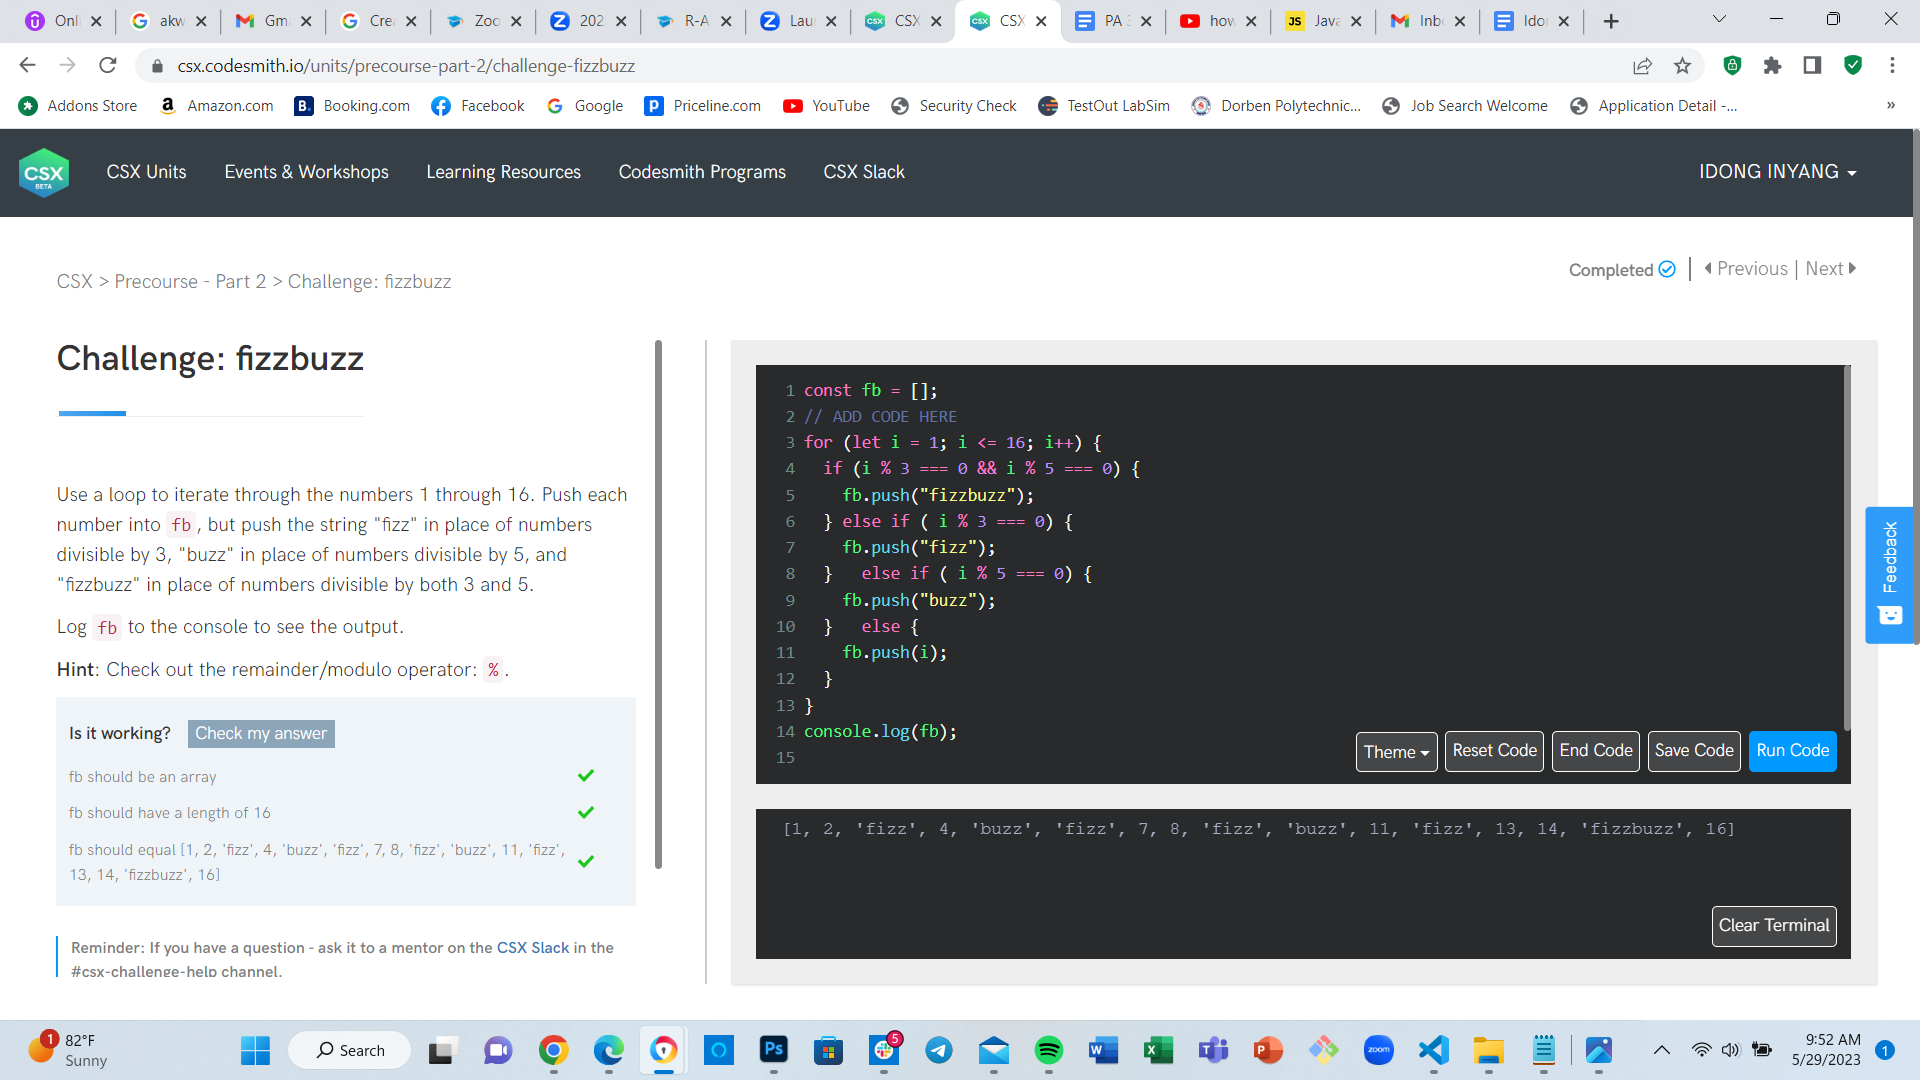 Onli akw Gma Crea Zoo 202 R-A Lau CSX CSX PA 3 how Java Inbo Idon
csx.codesmith.io/units/precourse-part-2/challenge-fizzbuzz
Addons Store Amazon.com Booking.com Facebook Google Priceline.com YouTube Security Check TestOut LabSim Dorben Polytechnic... Job Search Welcome Application Detail -... »
CSX BETA CSX Units Events & Workshops Learning Resources Codesmith Programs CSX Slack IDONG INYANG
CSX > Precourse - Part 2 > Challenge: fizzbuzz
Completed | Previous | Next
Challenge: fizzbuzz
Use a loop to iterate through the numbers 1 through 16. Push each
number into fb , but push the string "fizz" in place of numbers
divisible by 3, "buzz" in place of numbers divisible by 5, and
"fizzbuzz" in place of numbers divisible by both 3 and 5.
Log fb to the console to see the output.
Hint: Check out the remainder/modulo operator: % .
Is it working? Check my answer
fb should be an array
fb should have a length of 16
fb should equal [1, 2, 'fizz', 4, 'buzz', 'fizz', 7, 8, 'fizz', 'buzz', 11, 'fizz',
13, 14, 'fizzbuzz', 16]
Reminder: If you have a question - ask it to a mentor on the CSX Slack in the
#csx-challenge-help channel.
1 const fb = [];
2 // ADD CODE HERE
3 for (let i = 1; i <= 16; i++) {
4 if (i % 3 === 0 && i % 5 === 0) {
5 fb.push("fizzbuzz");
6 } else if ( i % 3 === 0) {
7 fb.push("fizz");
8 } else if ( i % 5 === 0) {
9 fb.push("buzz");
10 } else {
11 fb.push(i);
12 }
13 }
14 console.log(fb);
15
Theme Reset Code End Code Save Code Run Code
[1, 2, 'fizz', 4, 'buzz', 'fizz', 7, 8, 'fizz', 'buzz', 11, 'fizz', 13, 14, 'fizzbuzz', 16]
Clear Terminal
Feedback
1 82°F
Sunny
Search
Ps
5
zoom
9:52 AM
5/29/2023
1